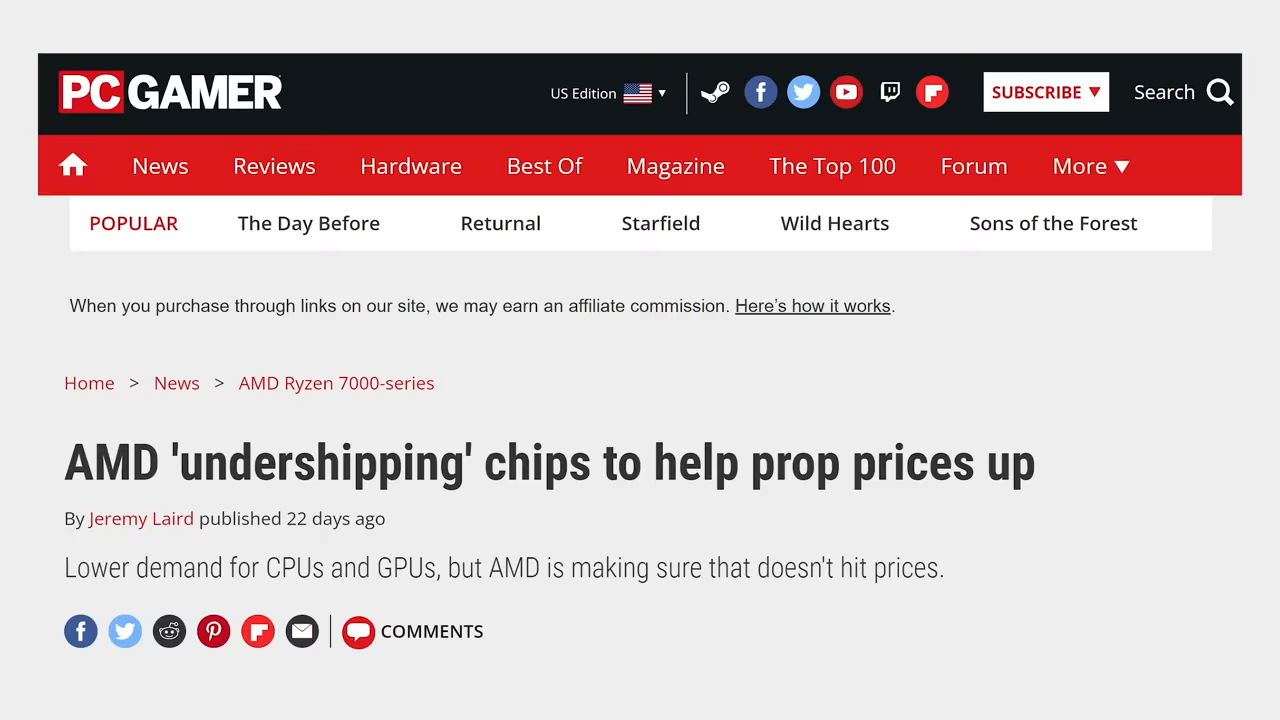 PC GAMER
US Edition
SUBSCRIBE
Search
News Reviews Hardware Best Of Magazine The Top 100 Forum More
POPULAR The Day Before Returnal Starfield Wild Hearts Sons of the Forest
When you purchase through links on our site, we may earn an affiliate commission. Here’s how it works.
Home > News > AMD Ryzen 7000-series
AMD 'undershipping' chips to help prop prices up
By Jeremy Laird published 22 days ago
Lower demand for CPUs and GPUs, but AMD is making sure that doesn't hit prices.
COMMENTS